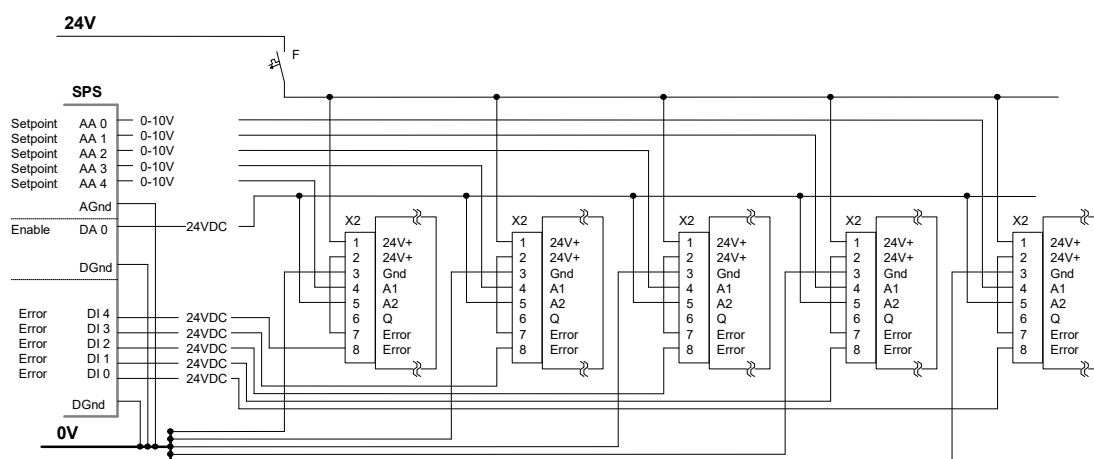 24V
F
SPS
Setpoint AA 0 0-10V
Setpoint AA 1 0-10V
Setpoint AA 2 0-10V
Setpoint AA 3 0-10V
Setpoint AA 4 0-10V
AGnd
Enable DA 0 24VDC
DGnd
Error DI 4 24VDC
Error DI 3 24VDC
Error DI 2 24VDC
Error DI 1 24VDC
Error DI 0 24VDC
DGnd
0V
X2
1 24V+
2 24V+
3 Gnd
4 A1
5 A2
6 Q
7 Error
8 Error
X2
1 24V+
2 24V+
3 Gnd
4 A1
5 A2
6 Q
7 Error
8 Error
X2
1 24V+
2 24V+
3 Gnd
4 A1
5 A2
6 Q
7 Error
8 Error
X2
1 24V+
2 24V+
3 Gnd
4 A1
5 A2
6 Q
7 Error
8 Error
X2
1 24V+
2 24V+
3 Gnd
4 A1
5 A2
6 Q
7 Error
8 Error